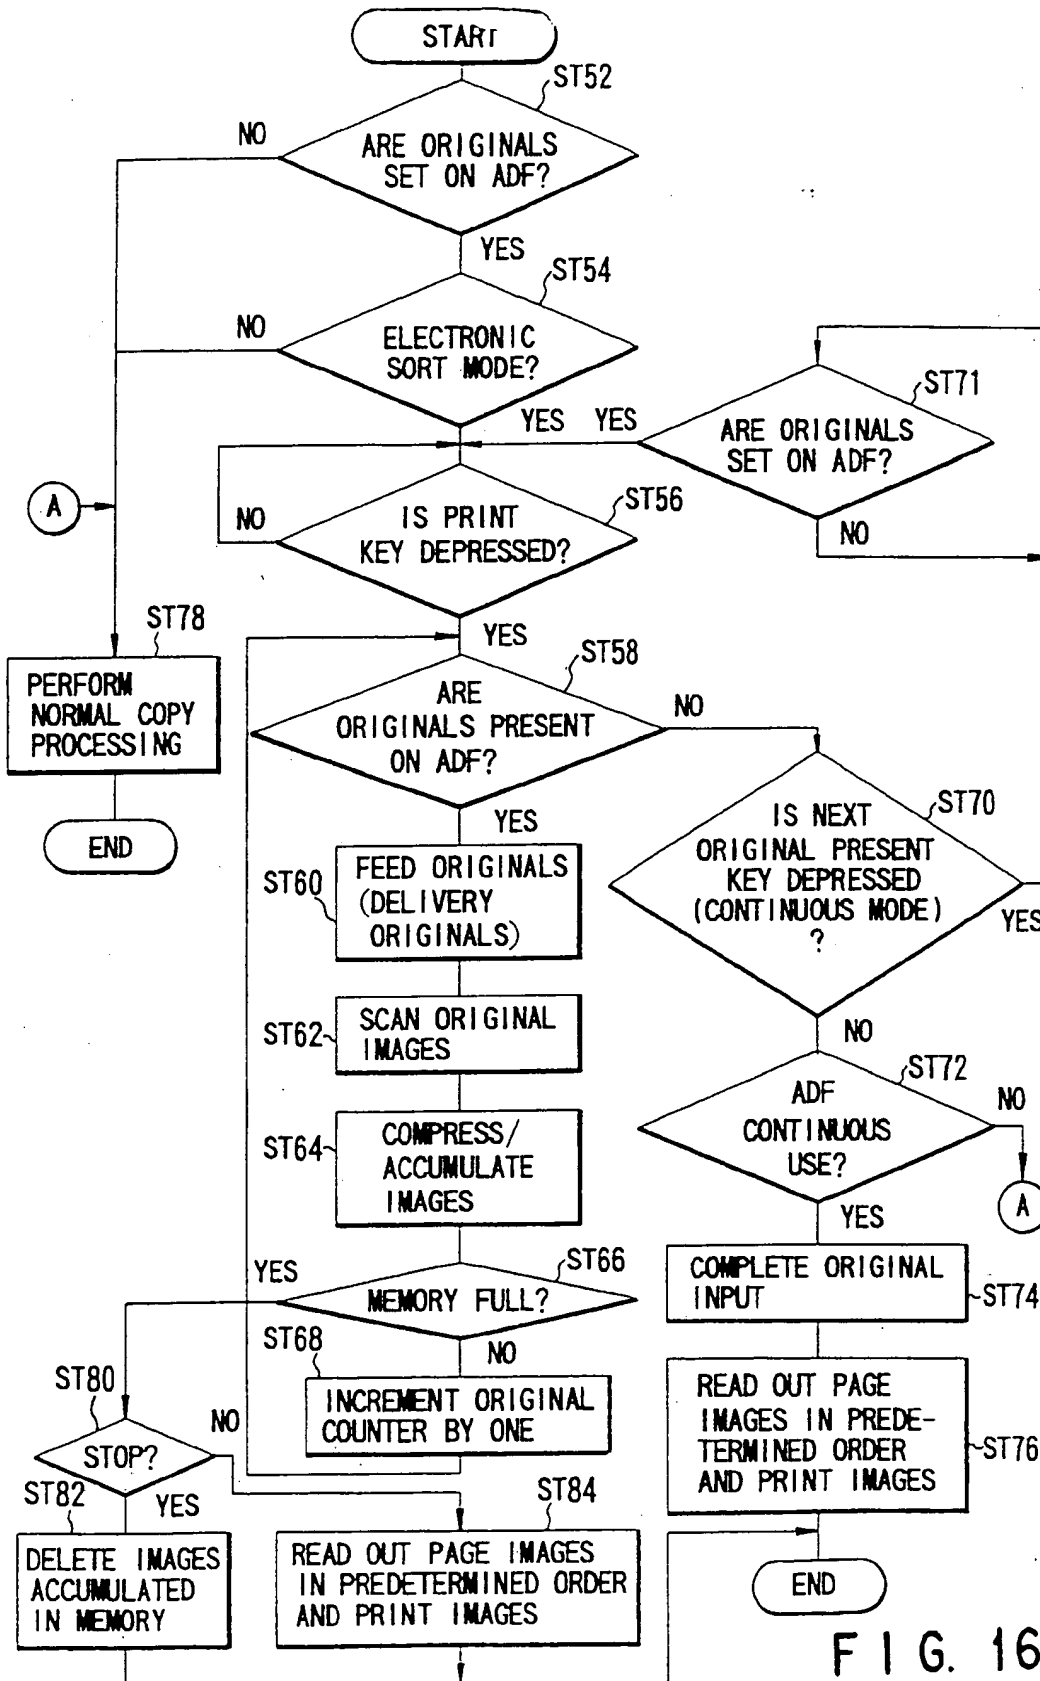 START
ST52
NO
ARE ORIGINALS
SET ON ADF?
YES
ST54
NO
ELECTRONIC
SORT MODE?
YES
YES
ST71
ARE ORIGINALS
SET ON ADF?
NO
A
NO
ST56
IS PRINT
KEY DEPRESSED?
YES
ST78
PERFORM
NORMAL COPY
PROCESSING
END
ST58
ARE
ORIGINALS PRESENT
ON ADF?
NO
YES
ST60
FEED ORIGINALS
(DELIVERY
ORIGINALS)
ST70
IS NEXT
ORIGINAL PRESENT
KEY DEPRESSED
(CONTINUOUS MODE)
?
YES
NO
ST62
SCAN ORIGINAL
IMAGES
ST72
ADF
CONTINUOUS
USE?
NO
A
YES
ST64
COMPRESS/
ACCUMULATE
IMAGES
ST66
YES
MEMORY FULL?
NO
ST68
INCREMENT ORIGINAL
COUNTER BY ONE
COMPLETE ORIGINAL
INPUT
ST74
READ OUT PAGE
IMAGES IN PREDE-
TERMINED ORDER
AND PRINT IMAGES
ST76
END
ST80
STOP?
NO
YES
ST82
DELETE IMAGES
ACCUMULATED
IN MEMORY
ST84
READ OUT PAGE IMAGES
IN PREDETERMINED ORDER
AND PRINT IMAGES
FIG. 16